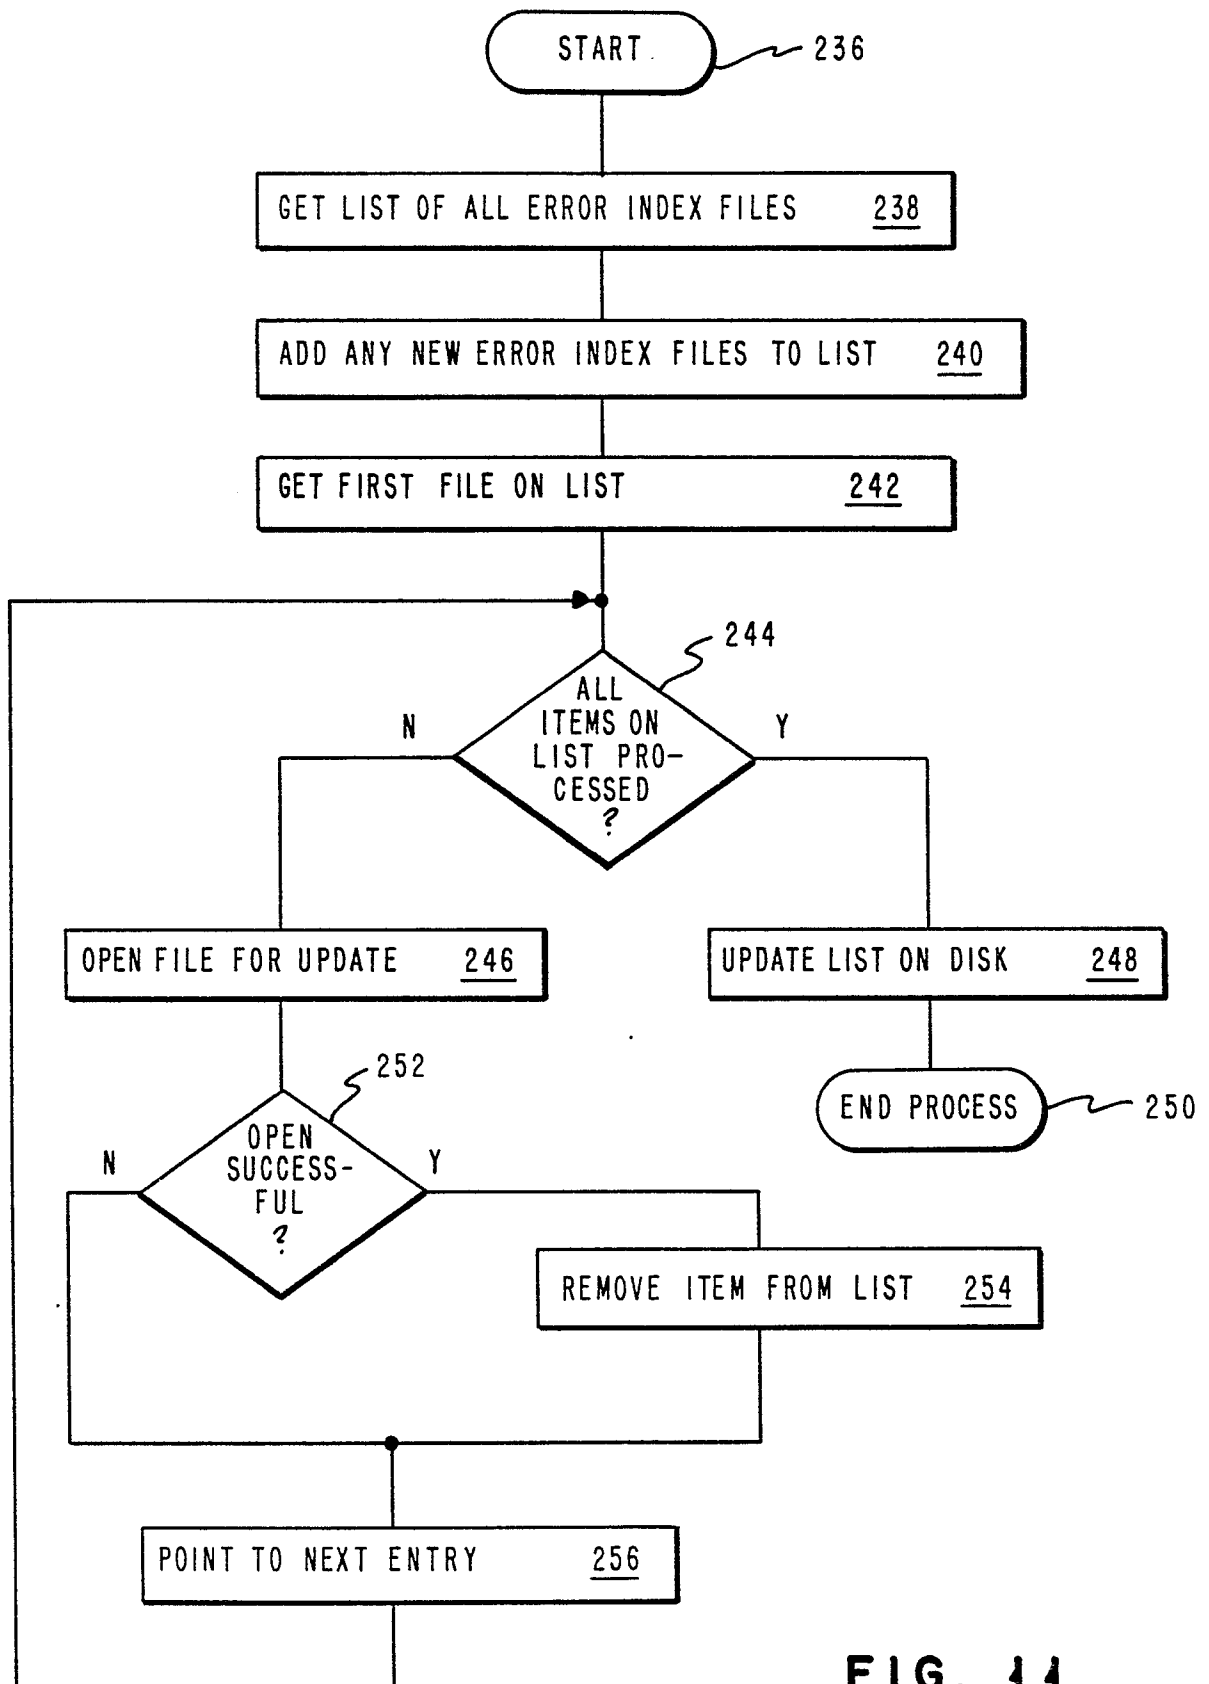 START
236
GET LIST OF ALL ERROR INDEX FILES 238
ADD ANY NEW ERROR INDEX FILES TO LIST 240
GET FIRST FILE ON LIST 242
244
ALL
ITEMS ON
LIST PRO-
CESSED
?
N
Y
OPEN FILE FOR UPDATE 246
UPDATE LIST ON DISK 248
252
END PROCESS
250
OPEN
SUCCESS-
FUL
?
N
Y
REMOVE ITEM FROM LIST 254
POINT TO NEXT ENTRY 256
FIG. 11